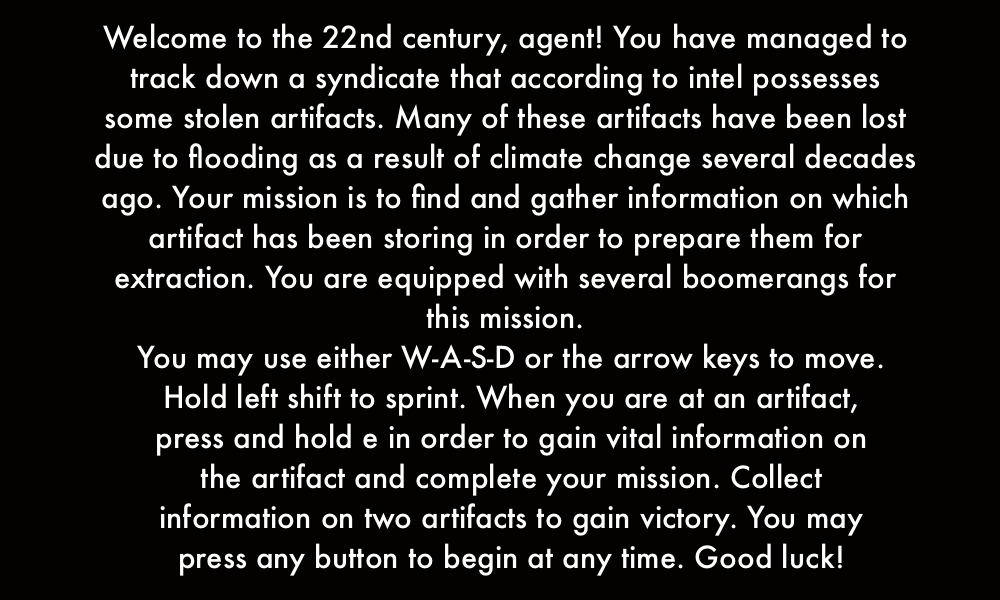 Welcome to the 22nd century, agent! You have managed to
track down a syndicate that according to intel possesses
some stolen artifacts. Many of these artifacts have been lost
due to flooding as a result of climate change several decades
ago. Your mission is to find and gather information on which
artifact has been storing in order to prepare them for
extraction. You are equipped with several boomerangs for
this mission.
You may use either W-A-S-D or the arrow keys to move.
Hold left shift to sprint. When you are at an artifact,
press and hold e in order to gain vital information on
the artifact and complete your mission. Collect
information on two artifacts to gain victory. You may
press any button to begin at any time. Good luck!